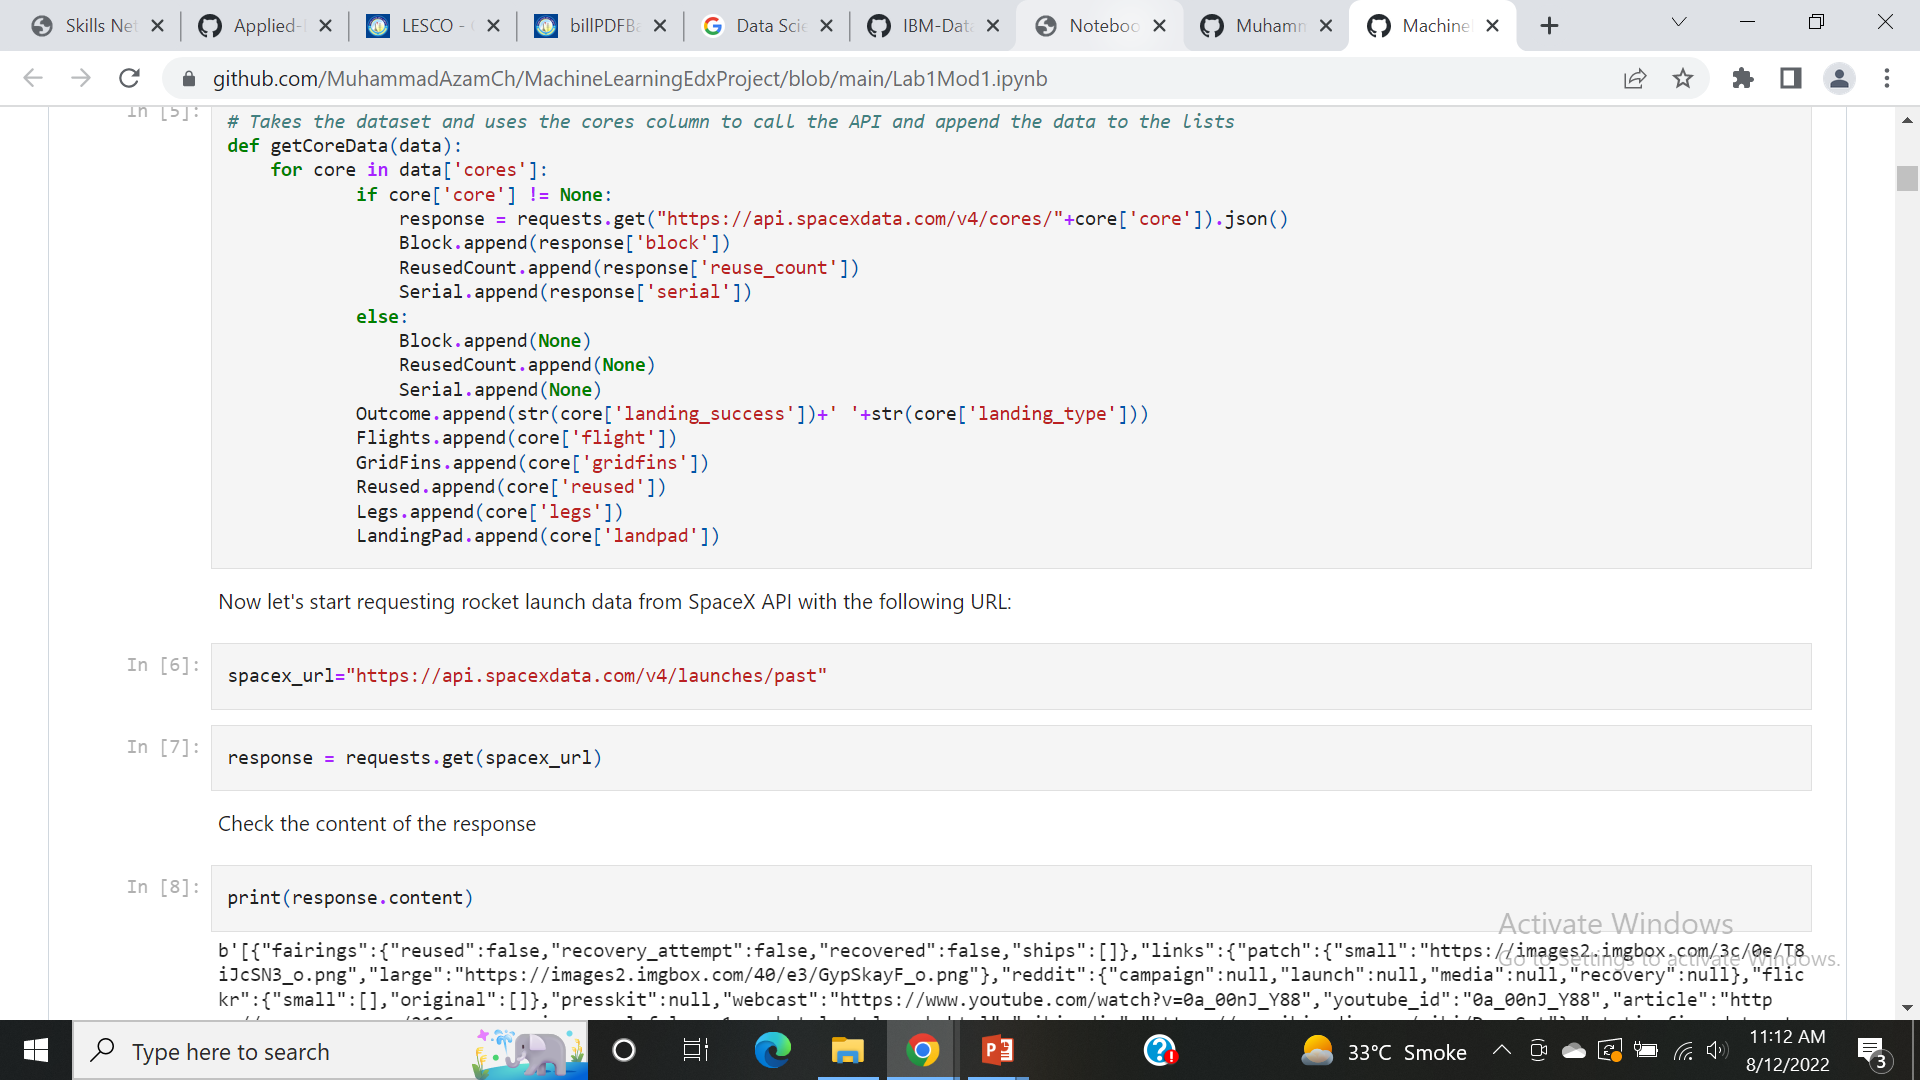 Skills Net
Applied-
LESCO -
billPDFBa
Data Scie
IBM-Data
Noteboo
Muhamm
Machine
github.com/MuhammadAzamCh/MachineLearningEdxProject/blob/main/Lab1Mod1.ipynb
In [5]:
# Takes the dataset and uses the cores column to call the API and append the data to the lists
def getCoreData(data):
for core in data['cores']:
if core['core'] != None:
response = requests.get("https://api.spacexdata.com/v4/cores/"+core['core']).json()
Block.append(response['block'])
ReusedCount.append(response['reuse_count'])
Serial.append(response['serial'])
else:
Block.append(None)
ReusedCount.append(None)
Serial.append(None)
Outcome.append(str(core['landing_success'])+' '+str(core['landing_type']))
Flights.append(core['flight'])
GridFins.append(core['gridfins'])
Reused.append(core['reused'])
Legs.append(core['legs'])
LandingPad.append(core['landpad'])
Now let's start requesting rocket launch data from SpaceX API with the following URL:
In [6]:
spacex_url="https://api.spacexdata.com/v4/launches/past"
In [7]:
response = requests.get(spacex_url)
Check the content of the response
In [8]:
print(response.content)
Activate Windows
Go to Settings to activate Windows.
b'[{"fairings":{"reused":false,"recovery_attempt":false,"recovered":false,"ships":[]},"links":{"patch":{"small":"https://images2.imgbox.com/3c/0e/T8
iJcSN3_o.png","large":"https://images2.imgbox.com/40/e3/GypSkayF_o.png"},"reddit":{"campaign":null,"launch":null,"media":null,"recovery":null},"flic
kr":{"small":[],"original":[]},"presskit":null,"webcast":"https://www.youtube.com/watch?v=0a_00nJ_Y88","youtube_id":"0a_00nJ_Y88","article":"http
Type here to search
33°C Smoke
11:12 AM
8/12/2022
3